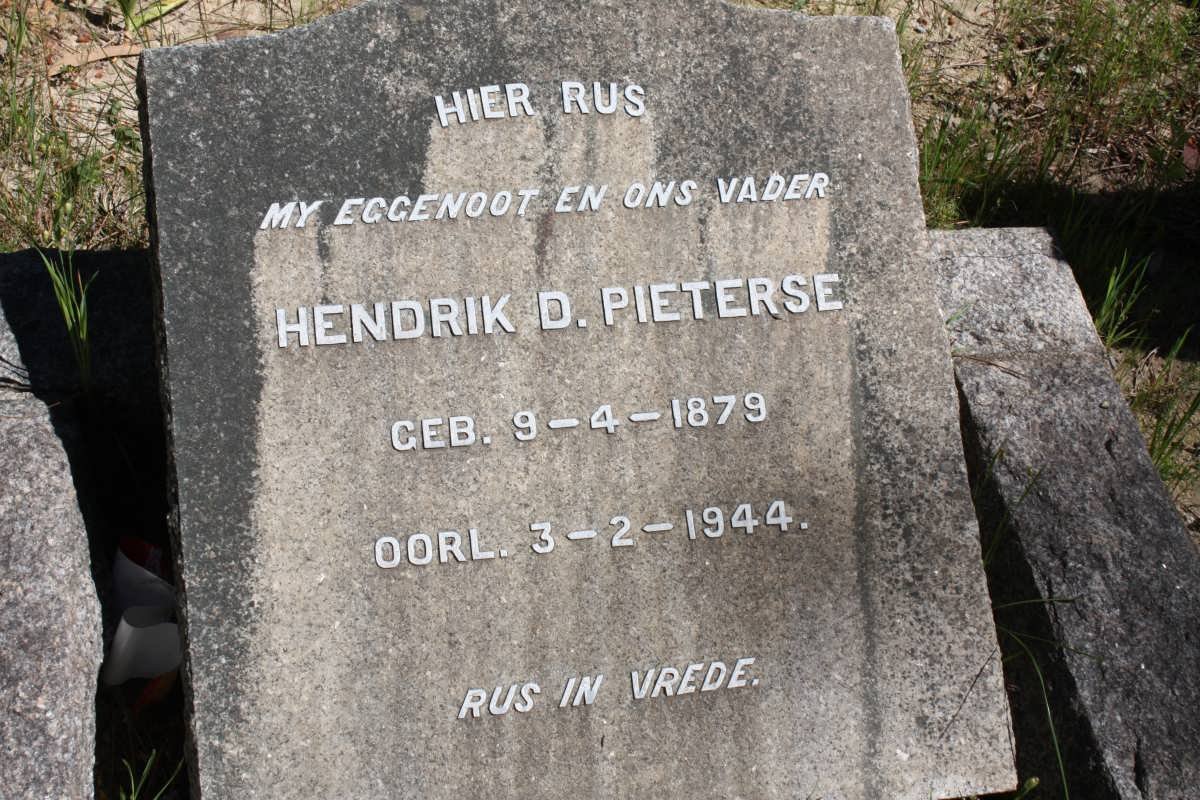 HIER RUS
MY EGGENOOT EN ONS VADER
HENDRIK D. PIETERSE
GEB. 9-4-1879
OORL. 3-2-1944.
RUS IN VREDE.